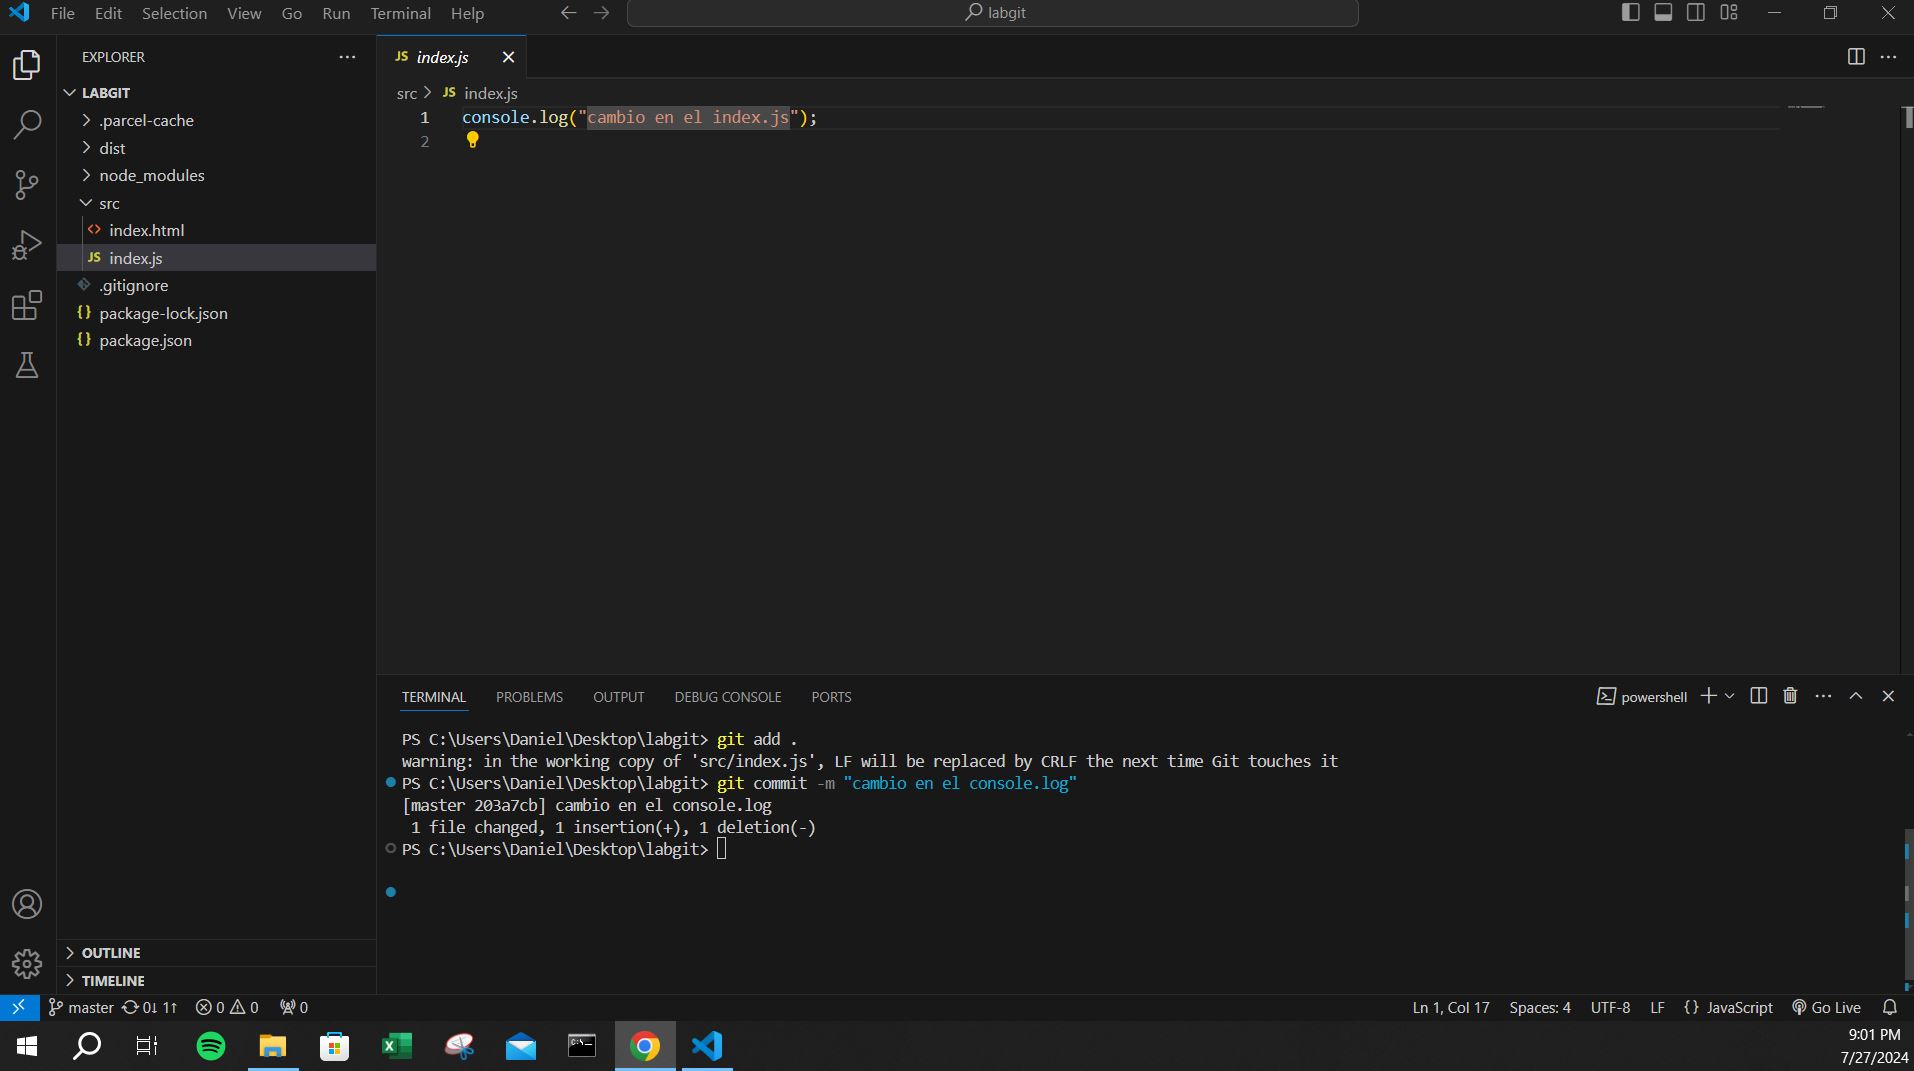 File Edit Selection View Go Run Terminal Help
labgit
EXPLORER
JS index.js
LABGIT
.parcel-cache
dist
node_modules
src
<> index.html
JS index.js
.gitignore
{} package-lock.json
{} package.json
src > JS index.js
1 console.log("cambio en el index.js");
2
TERMINAL PROBLEMS OUTPUT DEBUG CONSOLE PORTS
powershell
PS C:\Users\Daniel\Desktop\labgit> git add .
warning: in the working copy of 'src/index.js', LF will be replaced by CRLF the next time Git touches it
PS C:\Users\Daniel\Desktop\labgit> git commit -m "cambio en el console.log"
[master 203a7cb] cambio en el console.log
1 file changed, 1 insertion(+), 1 deletion(-)
PS C:\Users\Daniel\Desktop\labgit>
OUTLINE
TIMELINE
master 0↓ 1↑ 0 0 0
Ln 1, Col 17 Spaces: 4 UTF-8 LF {} JavaScript Go Live
9:01 PM
7/27/2024